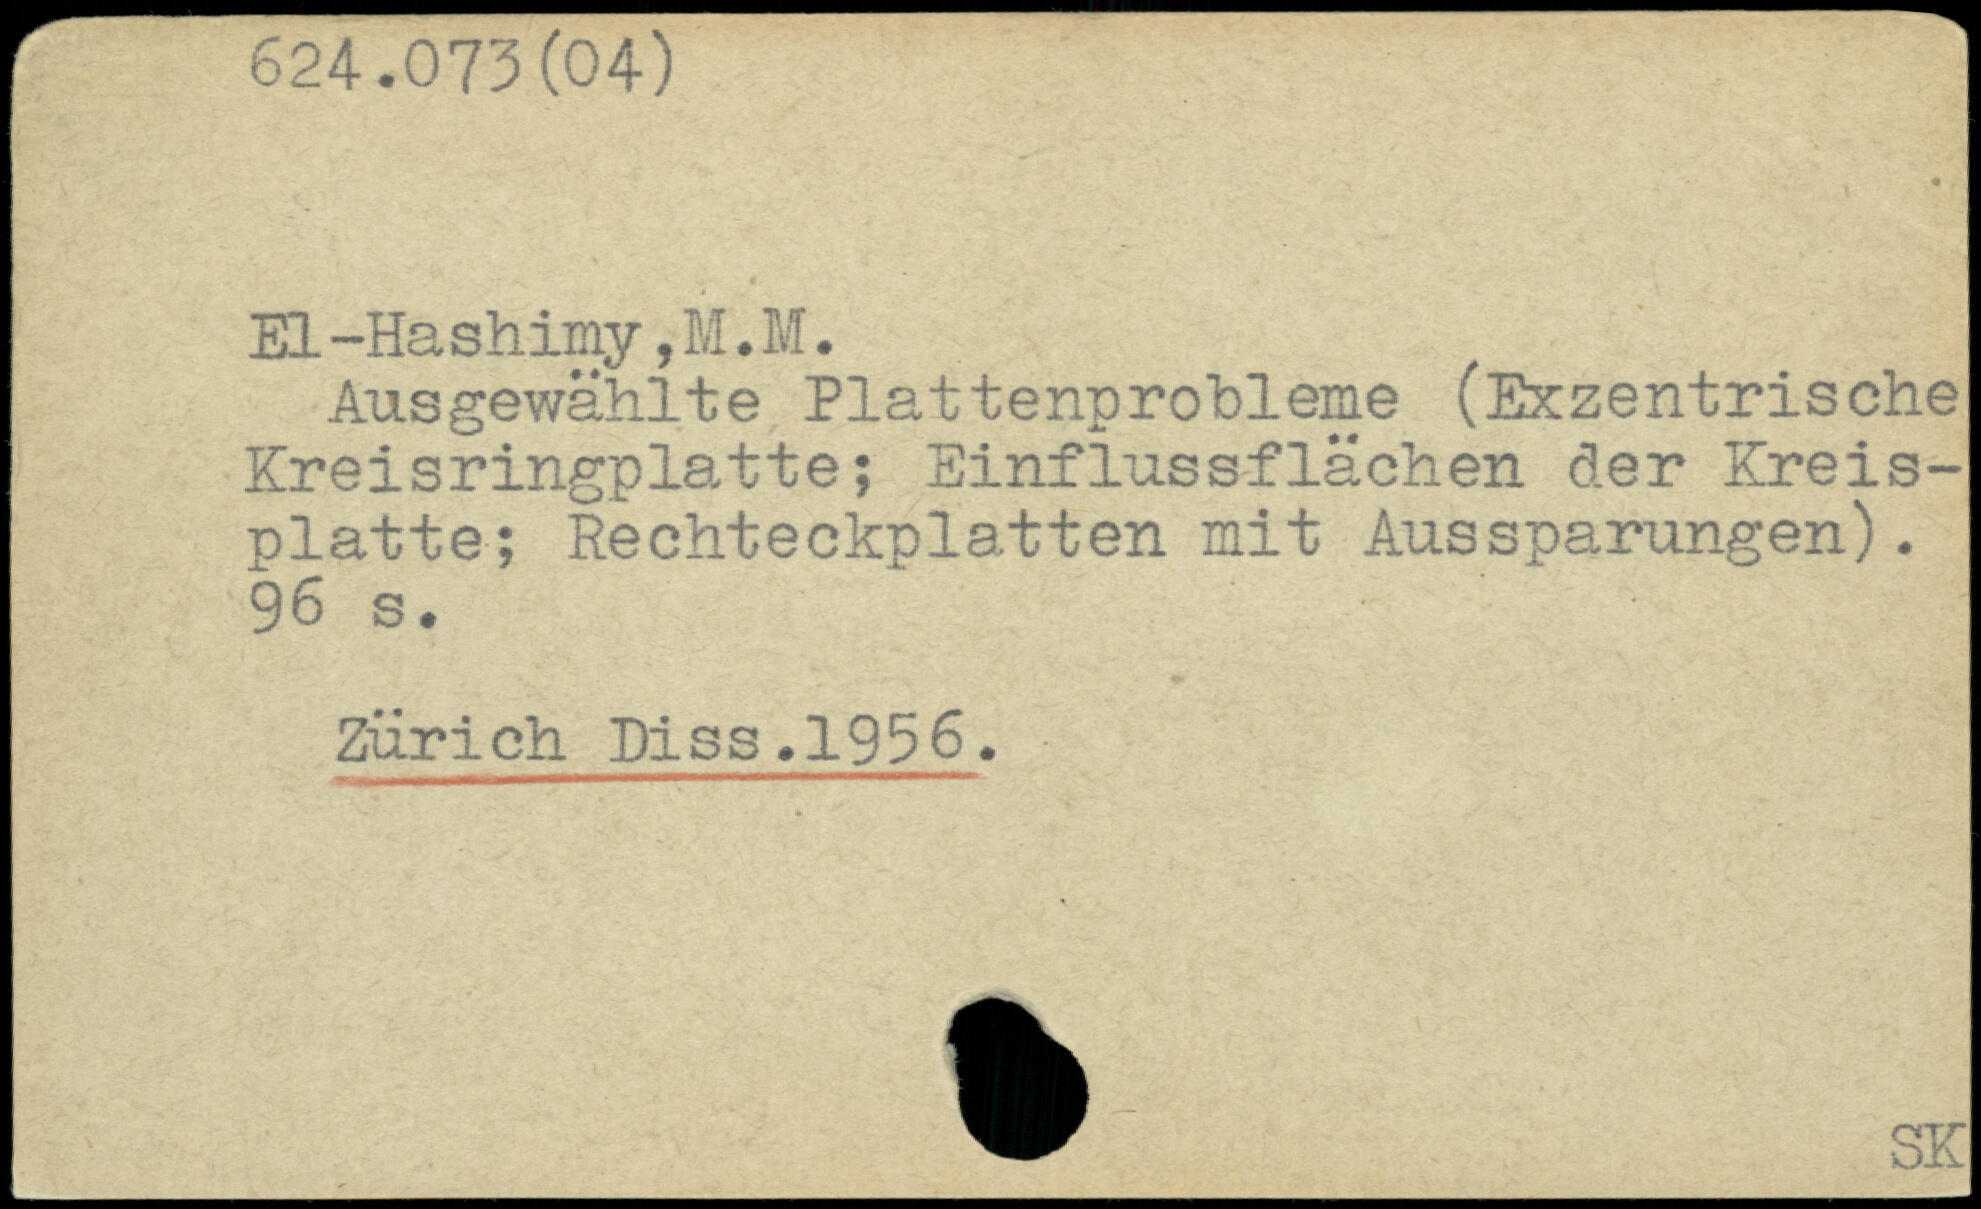 624.073(04)
El-Hashimy,M.M.
Ausgewählte Plattenprobleme (Exzentrische
Kreisringplatte; Einflussflächen der Kreis-
platte; Rechteckplatten mit Aussparungen).
96 s.
Zürich Diss.1956.
SK